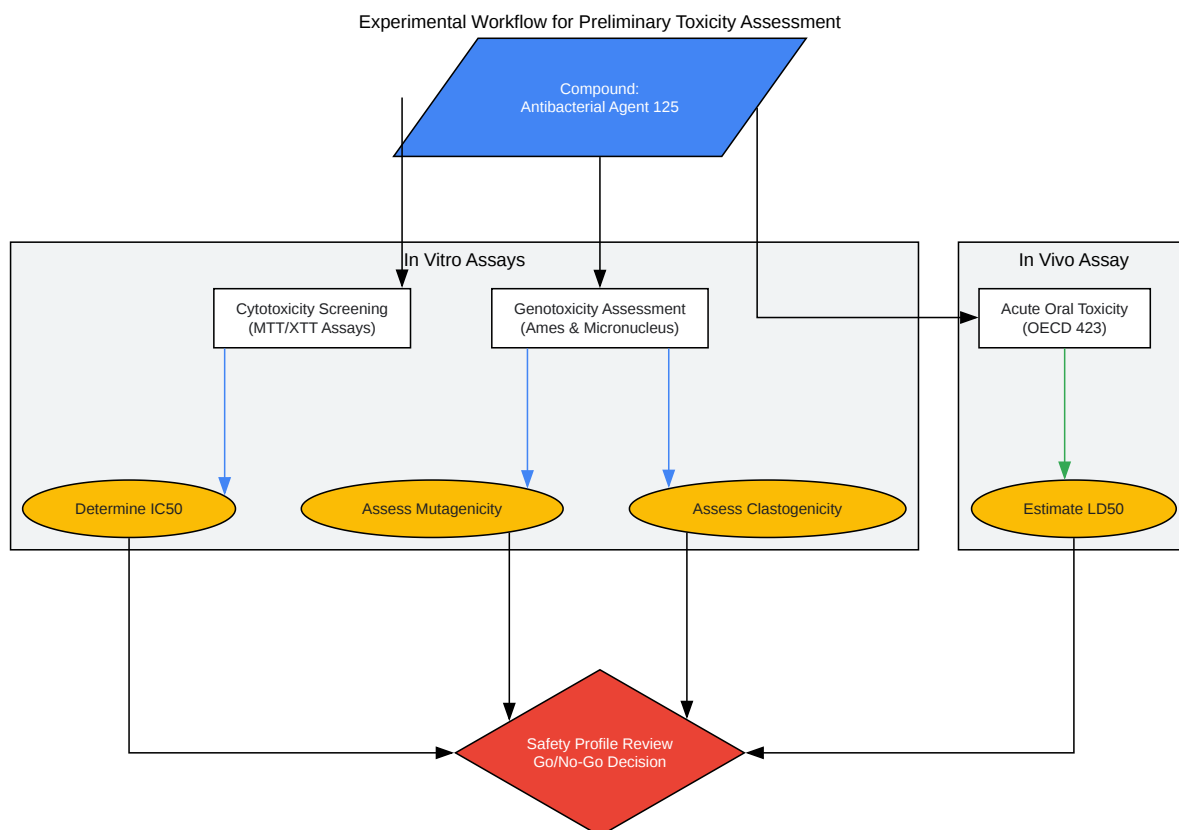 Experimental Workflow for Preliminary Toxicity Assessment
Compound:
Antibacterial Agent 125
In Vitro Assays
In Vivo Assay
Cytotoxicity Screening
(MTT/XTT Assays)
Genotoxicity Assessment
(Ames & Micronucleus)
Acute Oral Toxicity
(OECD 423)
Determine IC50
Assess Mutagenicity
Assess Clastogenicity
Estimate LD50
Safety Profile Review
Go/No-Go Decision